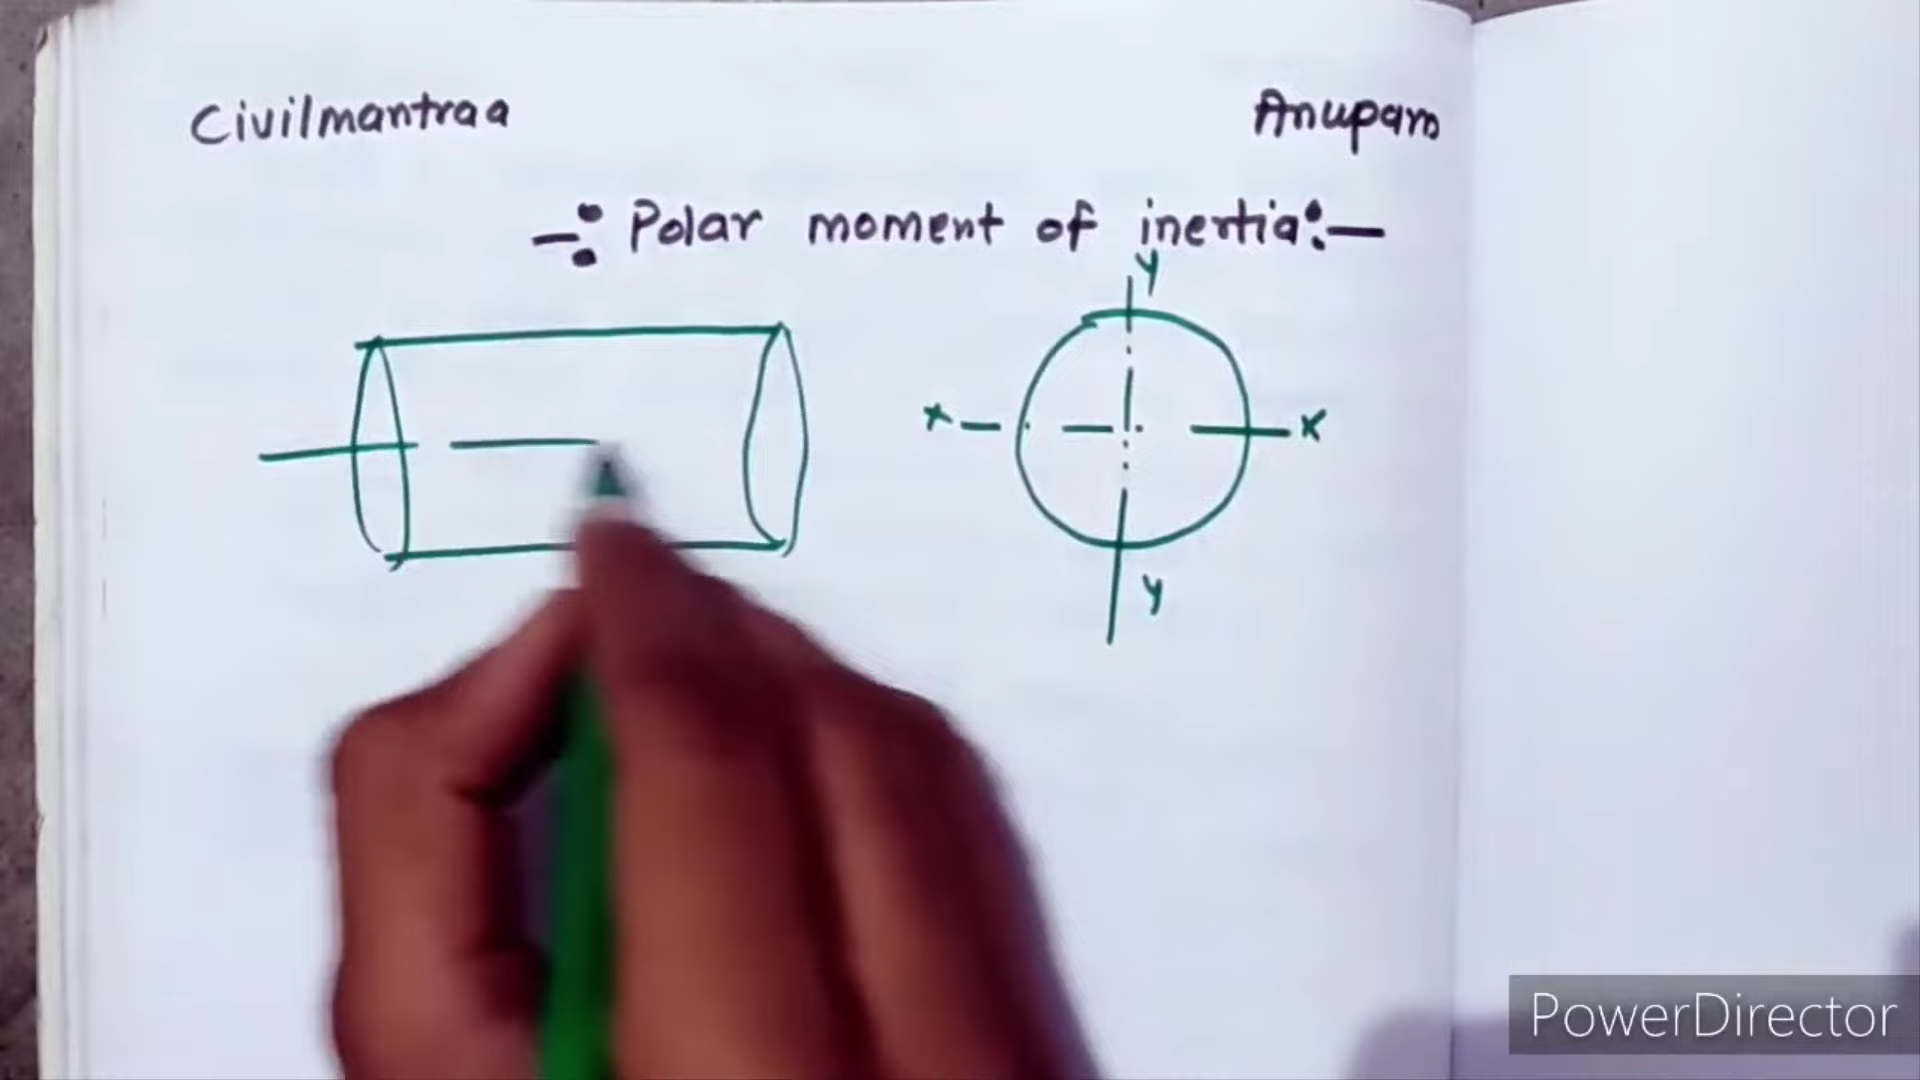 Civilmantraa
Anupam
-: Polar moment of inertia:-
y
x
x
y
PowerDirector